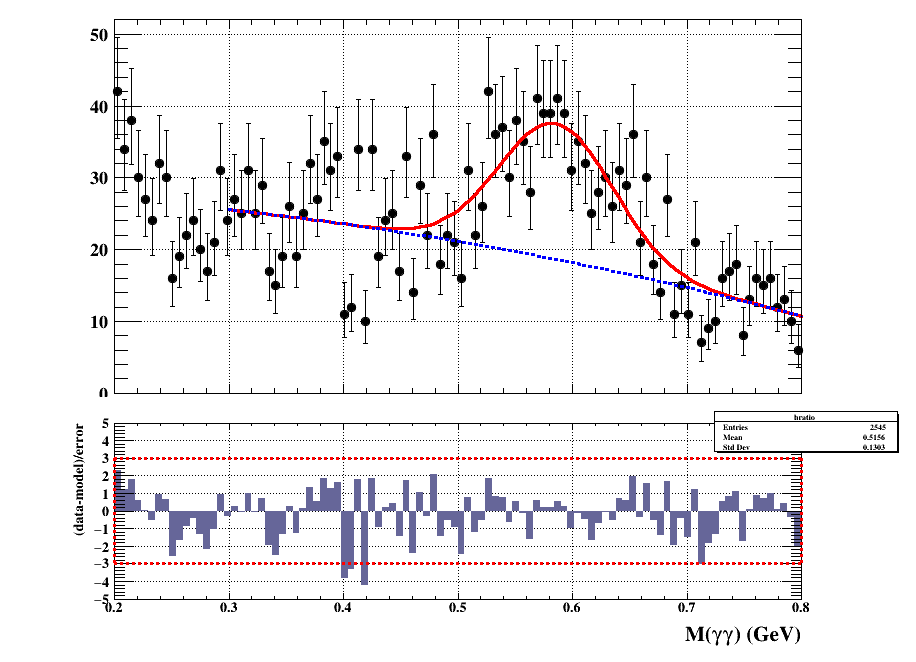 50
40
30
20
10
0
hratio
Entries 2545
Mean 0.5156
Std Dev 0.1303
(data-model)/error
5
4
3
2
1
0
−1
−2
−3
−4
−5
0.2 0.3 0.4 0.5 0.6 0.7 0.8
M(γγ) (GeV)